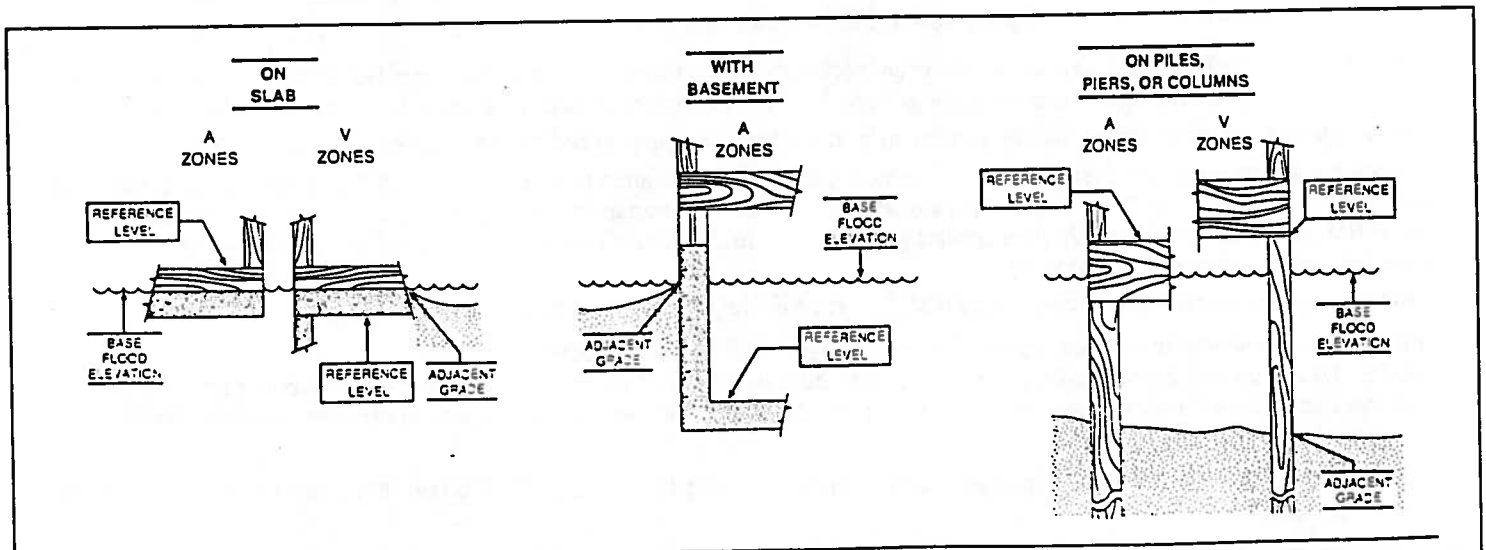 ON
SLAB
A
ZONES
V
ZONES
REFERENCE
LEVEL
BASE
FLOOD
ELEVATION
REFERENCE
LEVEL
ADJACENT
GRADE
WITH
BASEMENT
A
ZONES
BASE
FLOOD
ELEVATION
ADJACENT
GRADE
REFERENCE
LEVEL
ON PILES,
PIERS, OR COLUMNS
A
ZONES
V
ZONES
REFERENCE
LEVEL
REFERENCE
LEVEL
BASE
FLOOD
ELEVATION
ADJACENT
GRADE